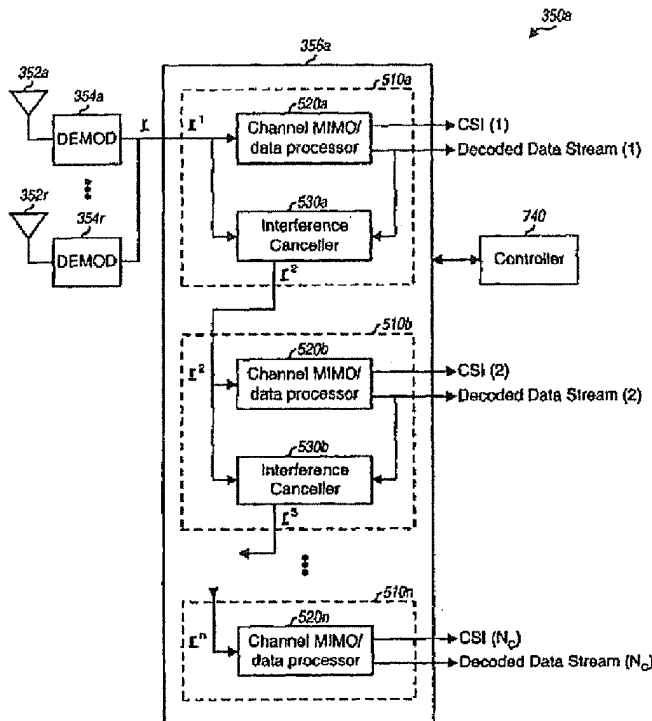 350a
356a
352a
510a
354a
520a
DEMOD
r
r¹
Channel MIMO/
data processor
CSI (1)
Decoded Data Stream (1)
352r
530a
354r
Interference
Canceller
740
DEMOD
Controller
r²
510b
520b
r²
Channel MIMO/
data processor
CSI (2)
Decoded Data Stream (2)
530b
Interference
Canceller
r³
510n
520n
rⁿ
Channel MIMO/
data processor
CSI (N_C)
Decoded Data Stream (N_C)